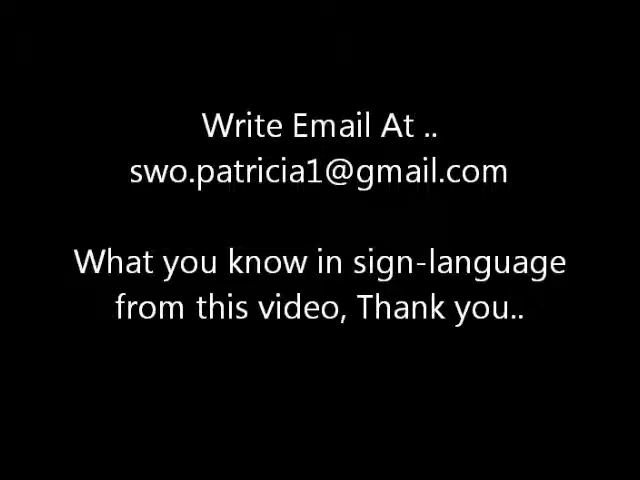 Write Email At ..
swo.patricia1@gmail.com
What you know in sign-language
from this video, Thank you..